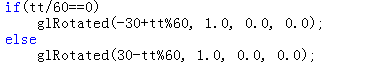 if(tt/60==0)
    glRotated(-30+tt%60, 1.0, 0.0, 0.0);
else
    glRotated(30-tt%60, 1.0, 0.0, 0.0);